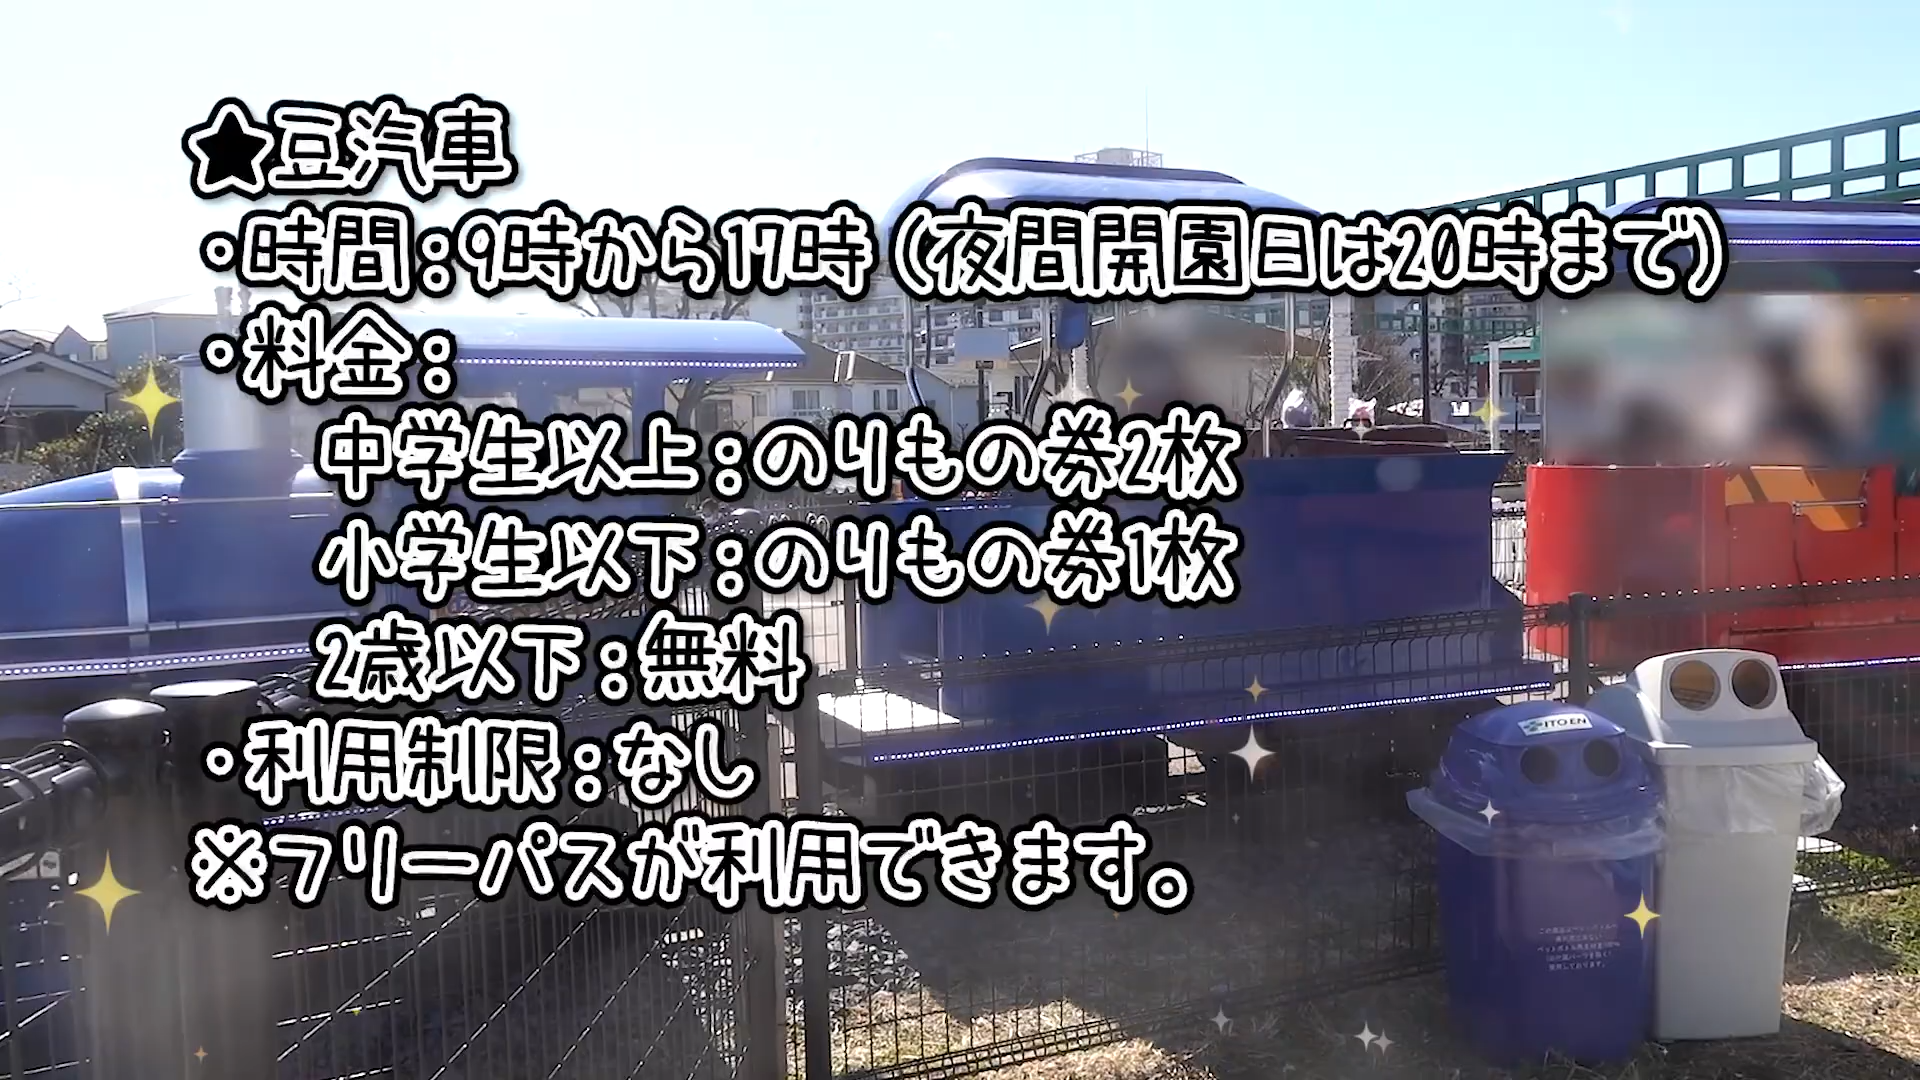 ★豆汽車
・時間：9時から17時（夜間開園日は20時まで）
・料金：
中学生以上：のりもの券2枚
小学生以下：のりもの券1枚
2歳以下：無料
・利用制限：なし
※フリーパスが利用できます。
ITO EN